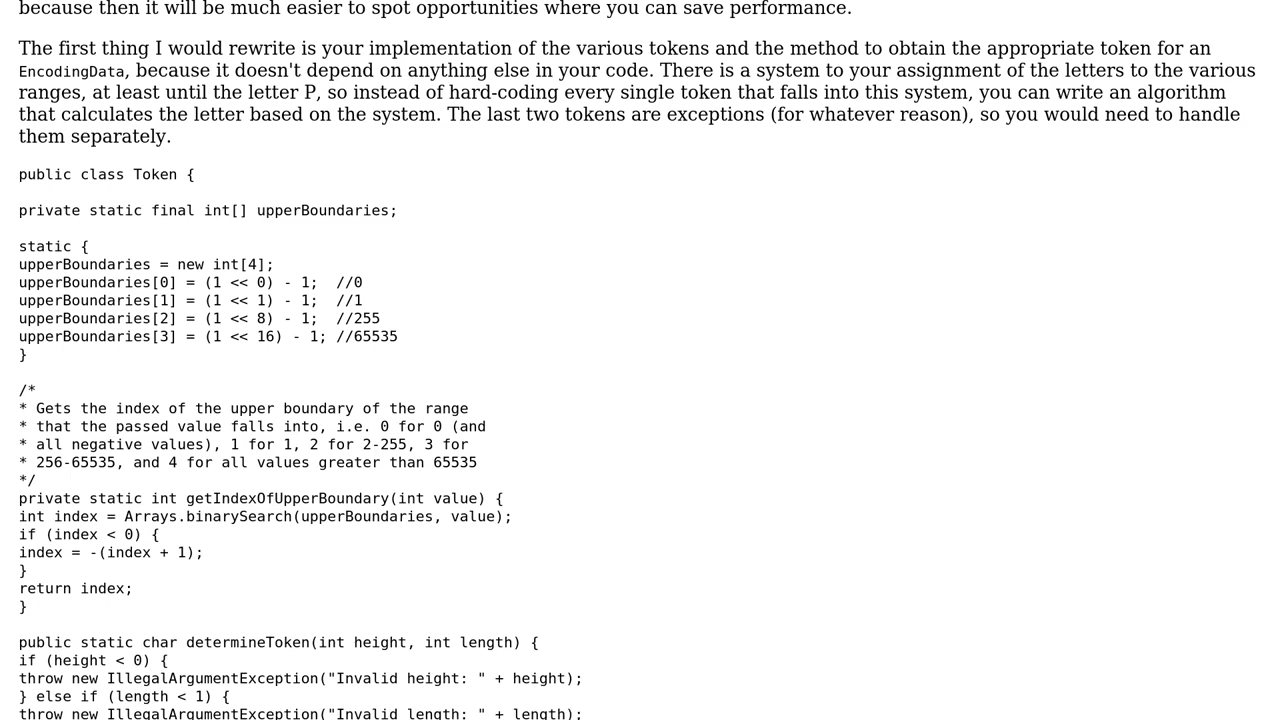 because then it will be much easier to spot opportunities where you can save performance.
The first thing I would rewrite is your implementation of the various tokens and the method to obtain the appropriate token for an
EncodingData, because it doesn't depend on anything else in your code. There is a system to your assignment of the letters to the various
ranges, at least until the letter P, so instead of hard-coding every single token that falls into this system, you can write an algorithm
that calculates the letter based on the system. The last two tokens are exceptions (for whatever reason), so you would need to handle
them separately.
public class Token {
private static final int[] upperBoundaries;
static {
upperBoundaries = new int[4];
upperBoundaries[0] = (1 << 0) - 1;  //0
upperBoundaries[1] = (1 << 1) - 1;  //1
upperBoundaries[2] = (1 << 8) - 1;  //255
upperBoundaries[3] = (1 << 16) - 1; //65535
}
/*
* Gets the index of the upper boundary of the range
* that the passed value falls into, i.e. 0 for 0 (and
* all negative values), 1 for 1, 2 for 2-255, 3 for
* 256-65535, and 4 for all values greater than 65535
*/
private static int getIndexOfUpperBoundary(int value) {
int index = Arrays.binarySearch(upperBoundaries, value);
if (index < 0) {
index = -(index + 1);
}
return index;
}
public static char determineToken(int height, int length) {
if (height < 0) {
throw new IllegalArgumentException("Invalid height: " + height);
} else if (length < 1) {
throw new IllegalArgumentException("Invalid length: " + length);